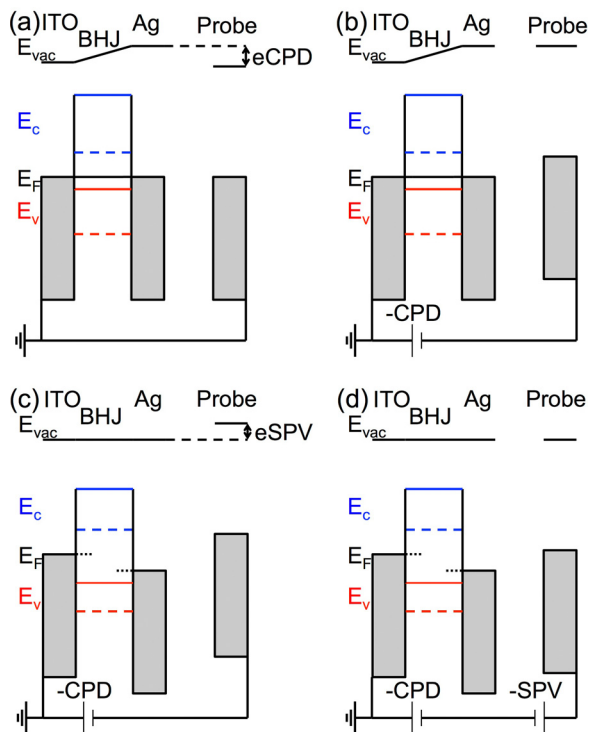 (a) ITO BHJ Ag Probe
Evac
eCPD
Ec
EF
Ev
(b) ITO BHJ Ag Probe
Evac
Ec
EF
Ev
-CPD
(c) ITO BHJ Ag Probe
Evac
eSPV
Ec
EF
Ev
-CPD
(d) ITO BHJ Ag Probe
Evac
Ec
EF
Ev
-CPD -SPV